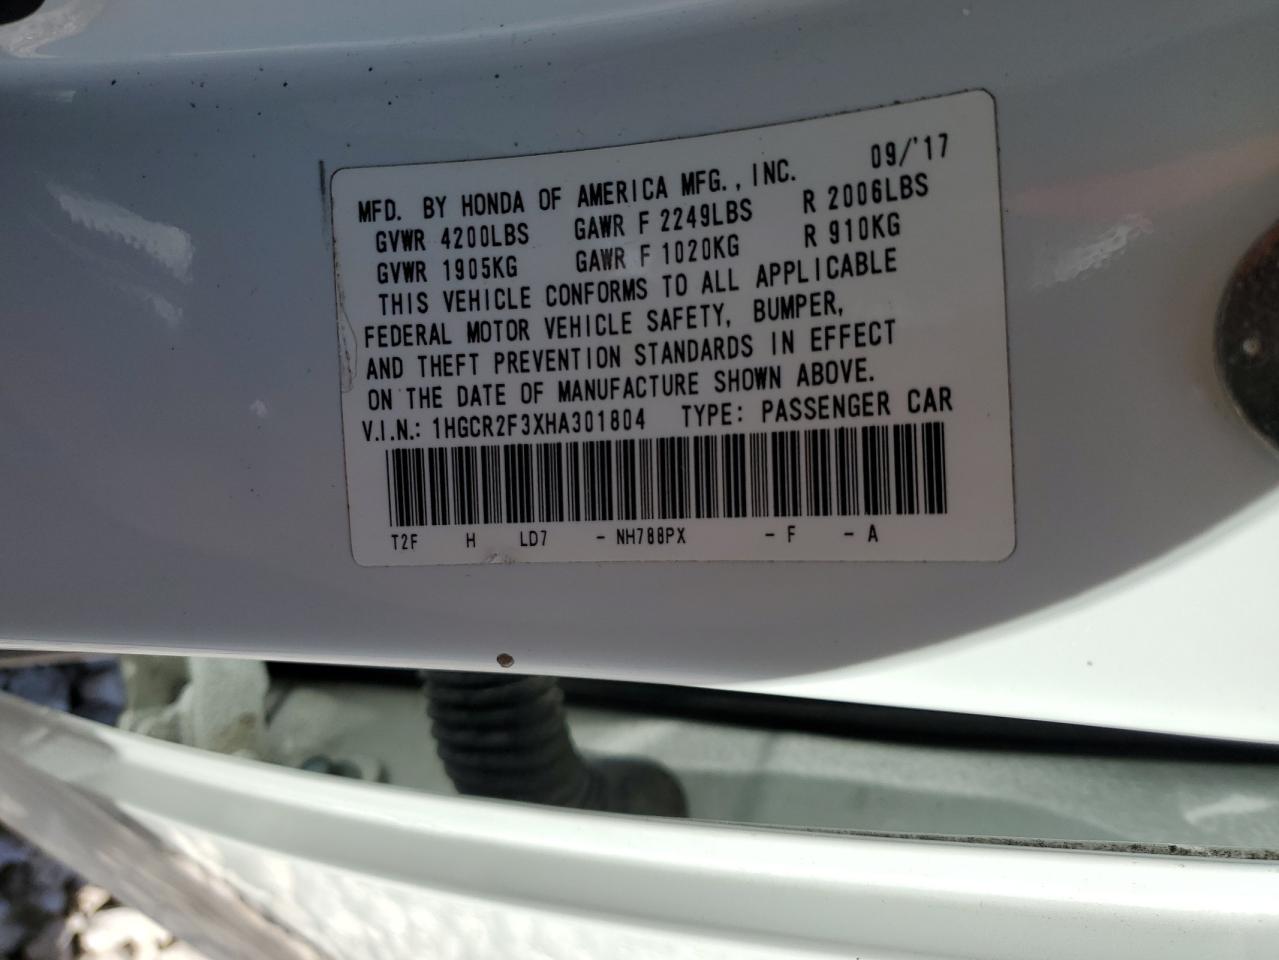 09/'17
MFD. BY HONDA OF AMERICA MFG., INC.
GVWR 4200LBS GAWR F 2249LBS R 2006LBS
GVWR 1905KG GAWR F 1020KG R 910KG
THIS VEHICLE CONFORMS TO ALL APPLICABLE
FEDERAL MOTOR VEHICLE SAFETY, BUMPER,
AND THEFT PREVENTION STANDARDS IN EFFECT
ON THE DATE OF MANUFACTURE SHOWN ABOVE.
V.I.N.: 1HGCR2F3XHA301804 TYPE: PASSENGER CAR
T2F H LD7 - NH788PX - F - A